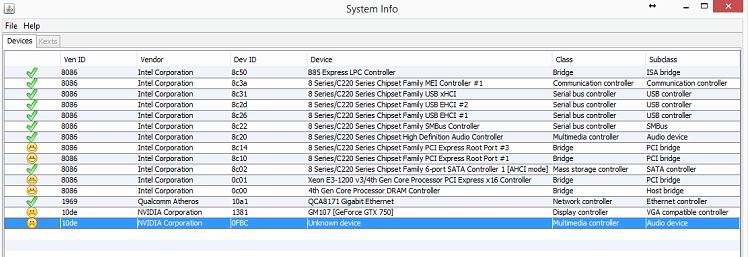 System Info
File Help
Devices Kexts
Ven ID Vendor Dev ID Device Class Subclass
8086 Intel Corporation 8c50 B85 Express LPC Controller Bridge ISA bridge
8086 Intel Corporation 8c3a 8 Series/C220 Series Chipset Family MEI Controller #1 Communication controller Communication controller
8086 Intel Corporation 8c31 8 Series/C220 Series Chipset Family USB xHCI Serial bus controller USB controller
8086 Intel Corporation 8c2d 8 Series/C220 Series Chipset Family USB EHCI #2 Serial bus controller USB controller
8086 Intel Corporation 8c26 8 Series/C220 Series Chipset Family USB EHCI #1 Serial bus controller USB controller
8086 Intel Corporation 8c22 8 Series/C220 Series Chipset Family SMBus Controller Serial bus controller SMBus
8086 Intel Corporation 8c20 8 Series/C220 Series Chipset High Definition Audio Controller Multimedia controller Audio device
8086 Intel Corporation 8c14 8 Series/C220 Series Chipset Family PCI Express Root Port #3 Bridge PCI bridge
8086 Intel Corporation 8c10 8 Series/C220 Series Chipset Family PCI Express Root Port #1 Bridge PCI bridge
8086 Intel Corporation 8c02 8 Series/C220 Series Chipset Family 6-port SATA Controller 1 [AHCI mode] Mass storage controller SATA controller
8086 Intel Corporation 0c01 Xeon E3-1200 v3/4th Gen Core Processor PCI Express x16 Controller Bridge PCI bridge
8086 Intel Corporation 0c00 4th Gen Core Processor DRAM Controller Bridge Host bridge
1969 Qualcomm Atheros 10a1 QCA8171 Gigabit Ethernet Network controller Ethernet controller
10de NVIDIA Corporation 1381 GM107 [GeForce GTX 750] Display controller VGA compatible controller
10de NVIDIA Corporation 0FBC Unknown device Multimedia controller Audio device